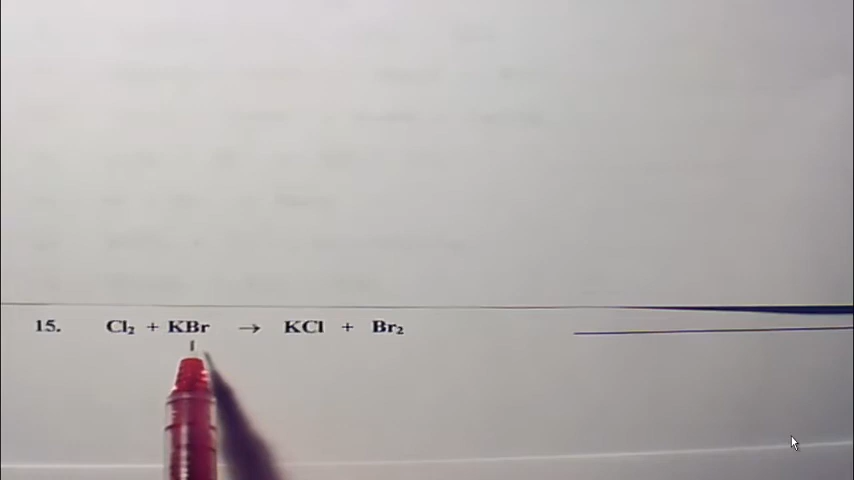 15. Cl₂ + KBr → KCl + Br₂